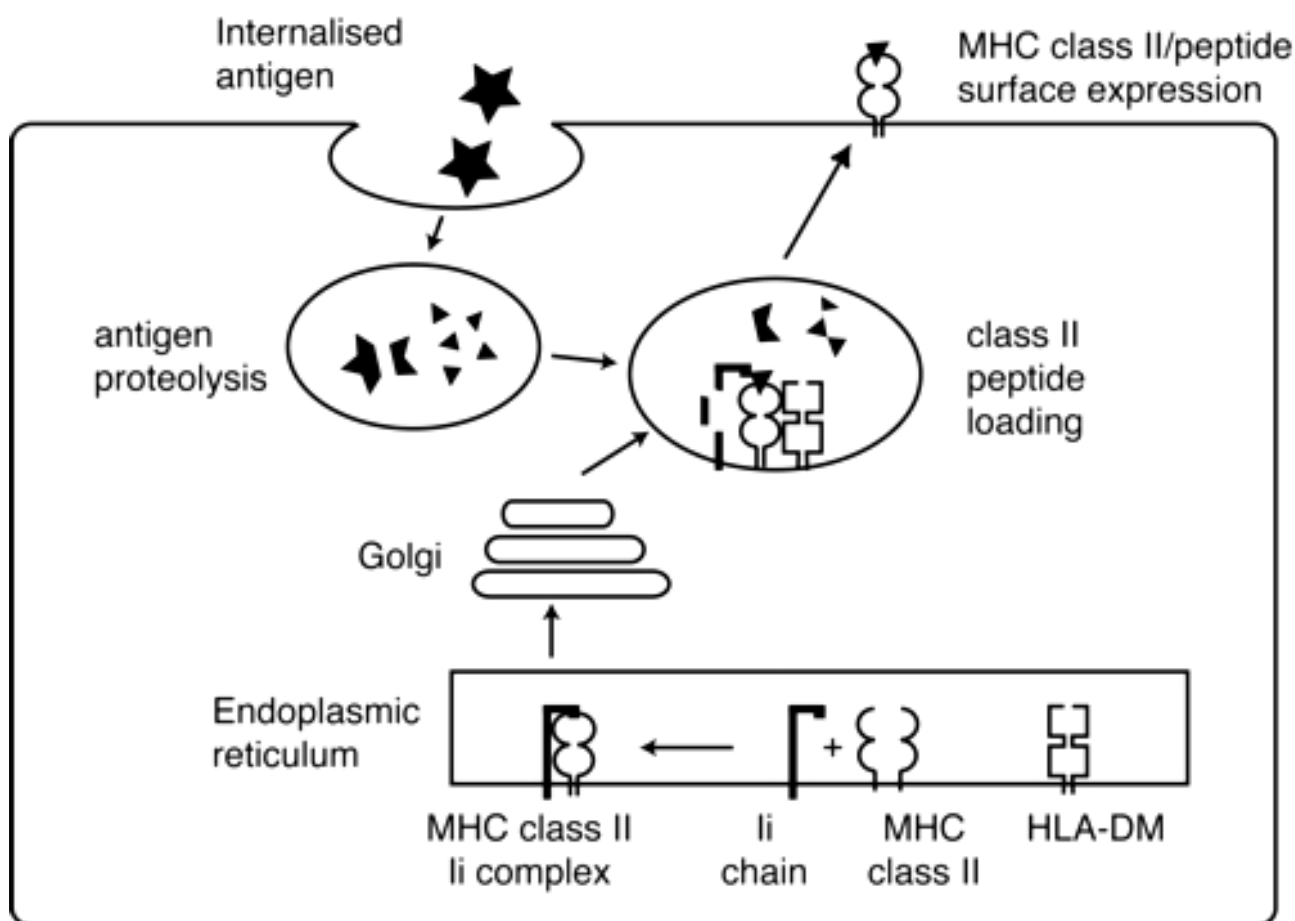 Internalised
antigen
MHC class II/peptide
surface expression
antigen
proteolysis
class II
peptide
loading
Golgi
Endoplasmic
reticulum
+
MHC class II
Ii complex
Ii
chain
MHC
class II
HLA-DM